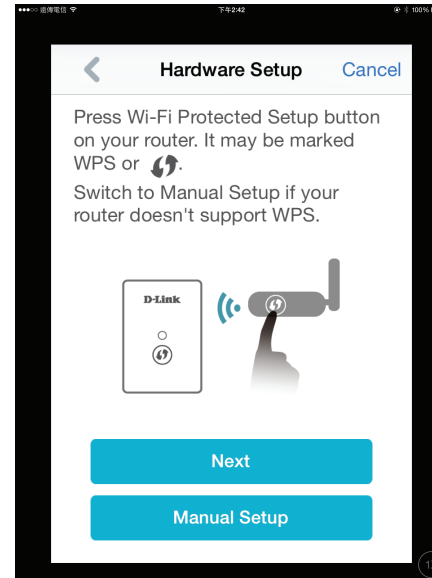 遠傳電信 下午2:42 100%
Hardware Setup Cancel
Press Wi-Fi Protected Setup button
on your router. It may be marked
WPS or .
Switch to Manual Setup if your
router doesn't support WPS.
D-Link
Next
Manual Setup